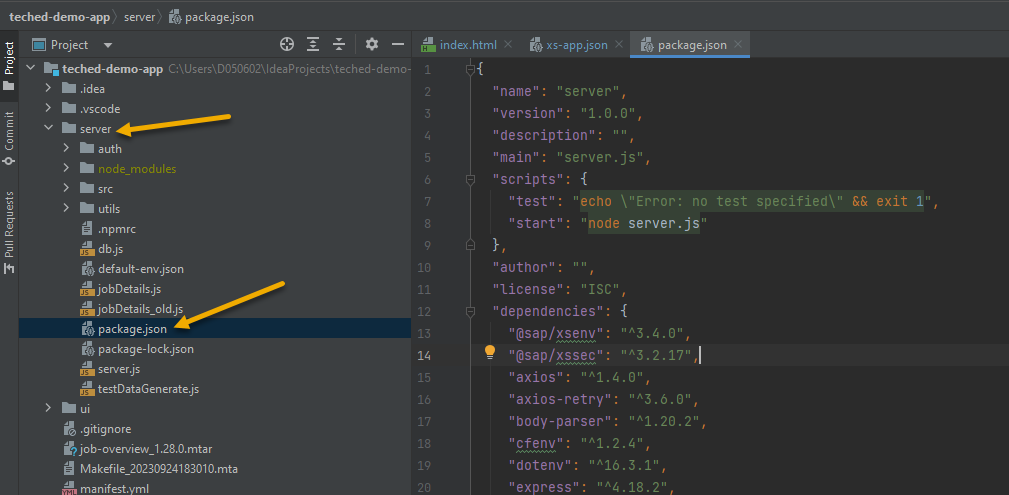 teched-demo-app server package.json
Project
index.html
xs-app.json
package.json
Project
Commit
Pull Requests
teched-demo-app C:\Users\D050602\IdeaProjects\teched-demo-
.idea
.vscode
server
auth
node_modules
src
utils
.npmrc
db.js
default-env.json
jobDetails.js
jobDetails_old.js
package.json
package-lock.json
server.js
testDataGenerate.js
ui
.gitignore
job-overview_1.28.0.mtar
Makefile_20230924183010.mta
manifest.yml
1 {
2 "name": "server",
3 "version": "1.0.0",
4 "description": "",
5 "main": "server.js",
6 "scripts": {
7 "test": "echo \"Error: no test specified\" && exit 1",
8 "start": "node server.js"
9 },
10 "author": "",
11 "license": "ISC",
12 "dependencies": {
13 "@sap/xsenv": "^3.4.0",
14 "@sap/xssec": "^3.2.17",
15 "axios": "^1.4.0",
16 "axios-retry": "^3.6.0",
17 "body-parser": "^1.20.2",
18 "cfenv": "^1.2.4",
19 "dotenv": "^16.3.1",
20 "express": "^4.18.2",